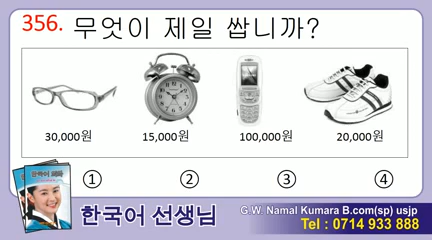 356. 무엇이 제일 쌉니까?
30,000원 15,000원 100,000원 20,000원
① ② ③ ④
한국어 선생님
G.W. Namal Kumara B.com(sp) usjp
Tel : 0714 933 888